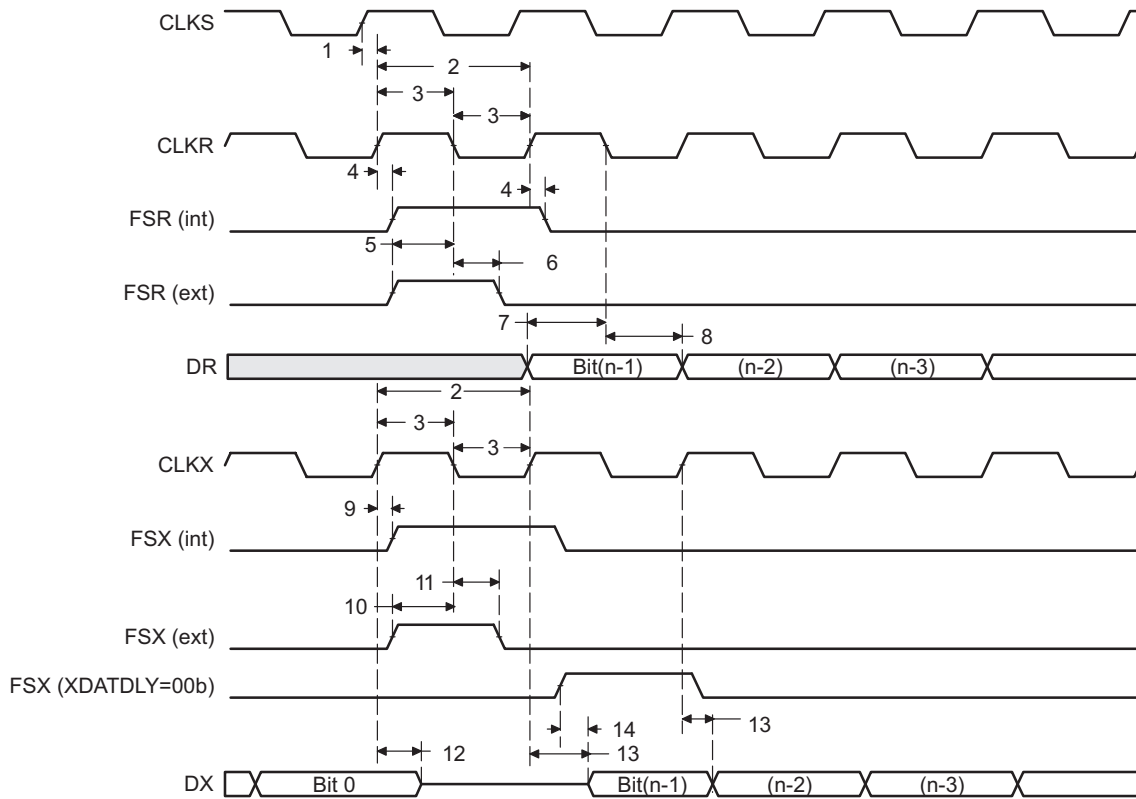 CLKS
1
2
3
3
CLKR
4
4
FSR (int)
5
6
FSR (ext)
7
8
DR Bit(n-1) (n-2) (n-3)
2
3
3
CLKX
9
FSX (int)
11
10
FSX (ext)
FSX (XDATDLY=00b)
14
13
12
13
DX Bit 0 Bit(n-1) (n-2) (n-3)